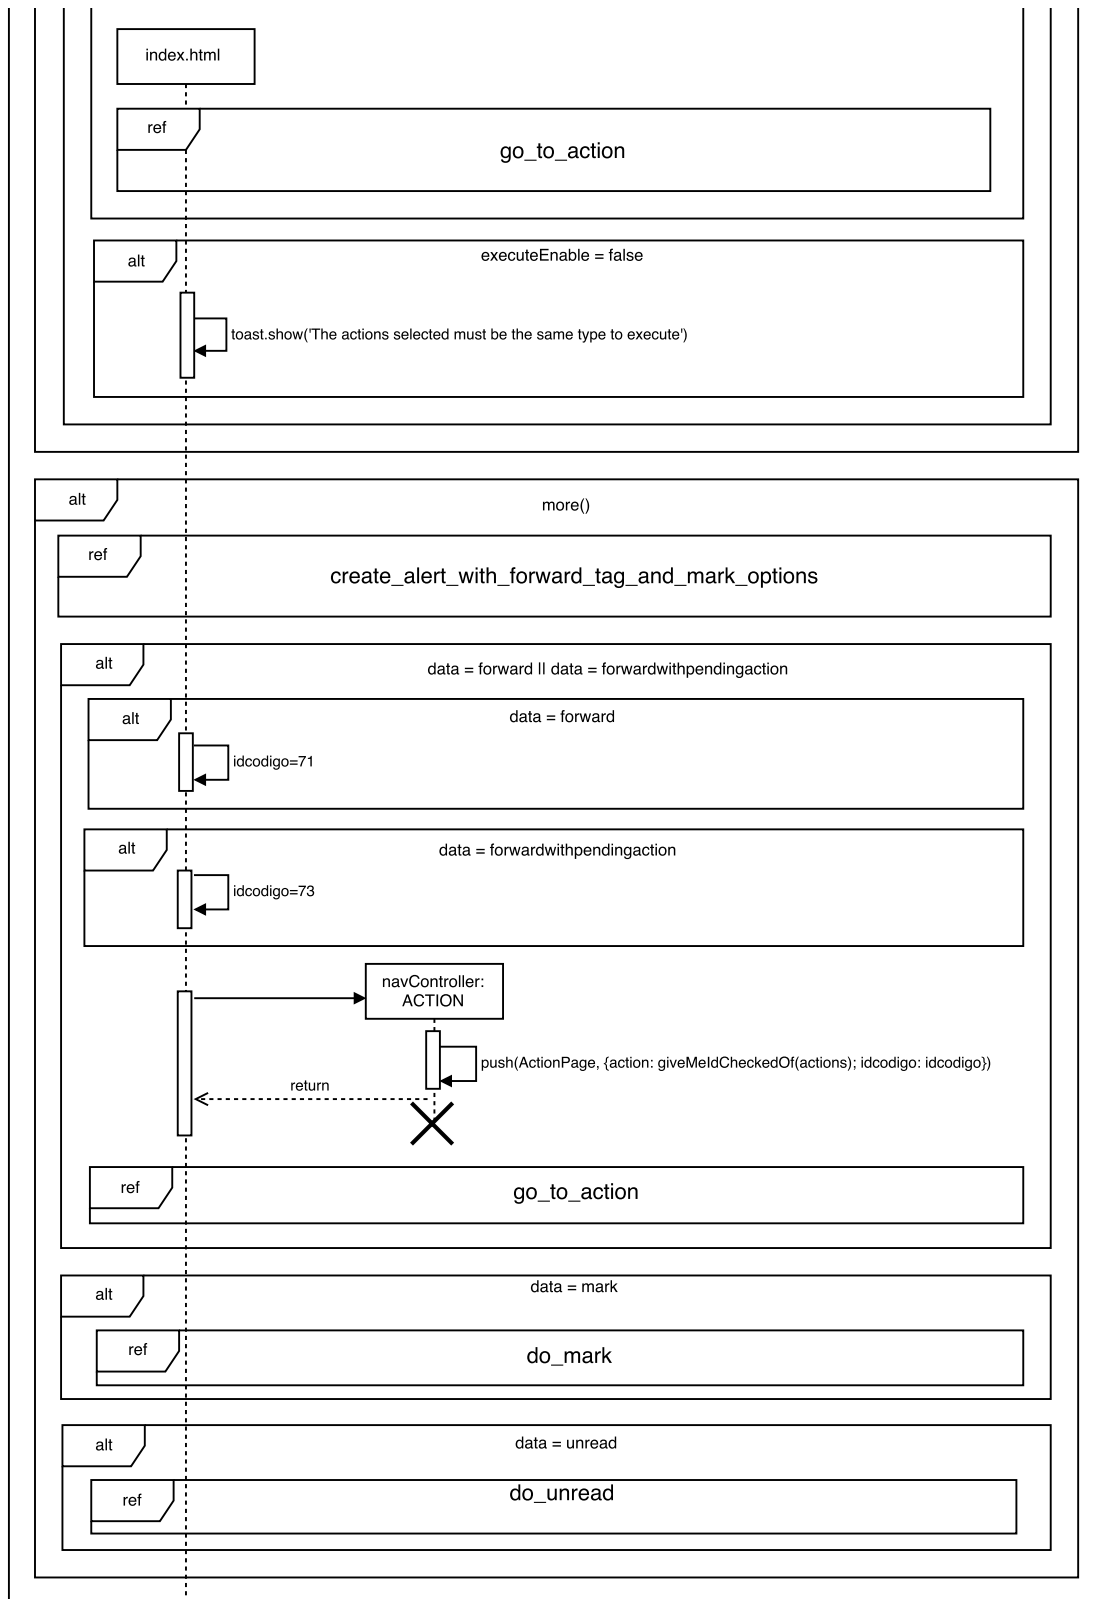 index.html
ref
go_to_action
alt
executeEnable = false
toast.show('The actions selected must be the same type to execute')
alt
more()
ref
create_alert_with_forward_tag_and_mark_options
alt
data = forward || data = forwardwithpendingaction
alt
data = forward
idcodigo=71
alt
data = forwardwithpendingaction
idcodigo=73
navController:
ACTION
push(ActionPage, {action: giveMeIdCheckedOf(actions); idcodigo: idcodigo})
return
ref
go_to_action
alt
data = mark
ref
do_mark
alt
data = unread
ref
do_unread